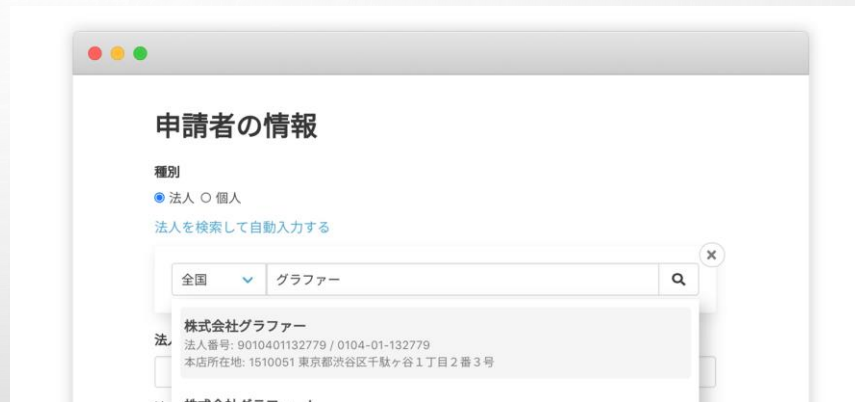 申請者の情報
種別
法人 個人
法人を検索して自動入力する
全国 グラファー
株式会社グラファー
法人番号: 9010401132779 / 0104-01-132779
本店所在地: 1510051 東京都渋谷区千駄ヶ谷1丁目2番3号
法